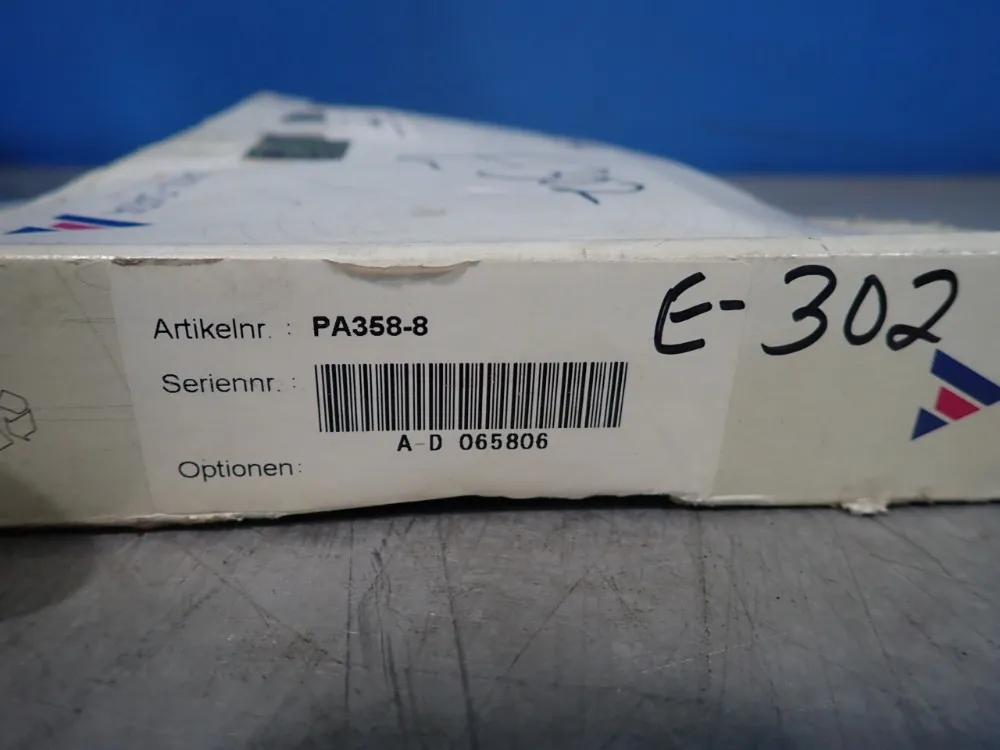 Artikelnr. : PA358-8
E-302
Seriennr. :
A-D 065806
Optionen: